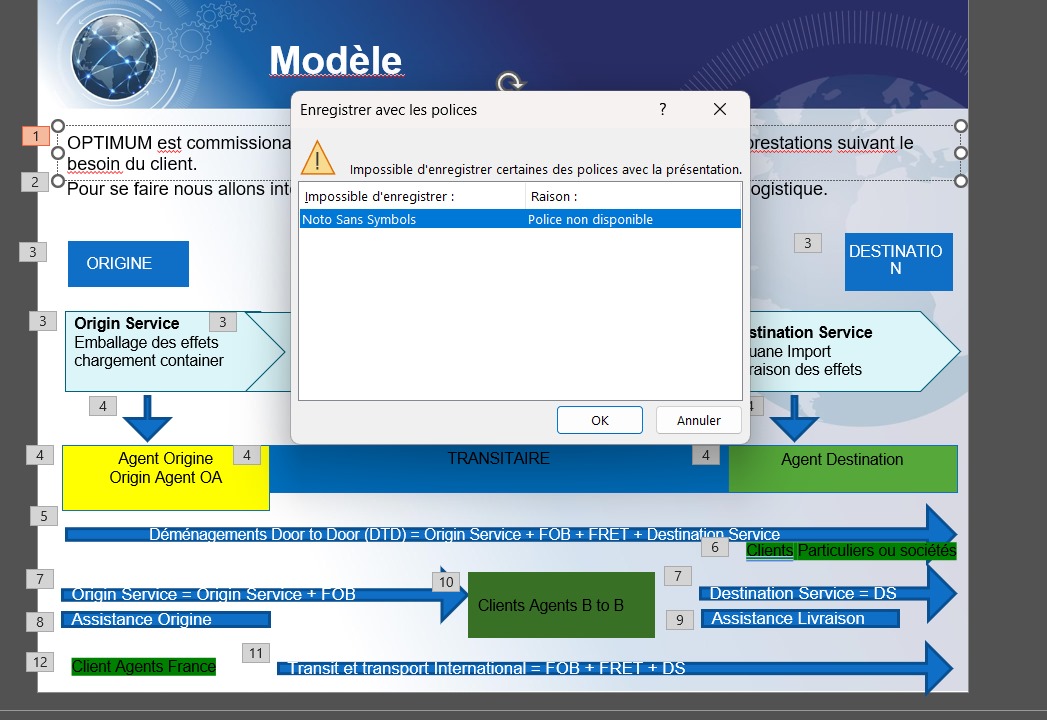 Modèle
Enregistrer avec les polices
?
Impossible d'enregistrer certaines des polices avec la présentation.
Impossible d'enregistrer :
Raison :
Noto Sans Symbols
Police non disponible
OK
Annuler
1
OPTIMUM est commissiona
prestations suivant le
besoin du client.
2
Pour se faire nous allons int
ogistique.
3
ORIGINE
3
DESTINATIO
N
3
Origin Service
3
Emballage des effets
chargement container
stination Service
uane Import
raison des effets
4
4
4
Agent Origine
4
Origin Agent OA
TRANSITAIRE
4
Agent Destination
5
Déménagements Door to Door (DTD) = Origin Service + FOB + FRET + Destination Service
6
Clients Particuliers ou sociétés
7
Origin Service = Origin Service + FOB
10
Clients Agents B to B
7
Destination Service = DS
8
Assistance Origine
9
Assistance Livraison
12
Client Agents France
11
Transit et transport International = FOB + FRET + DS